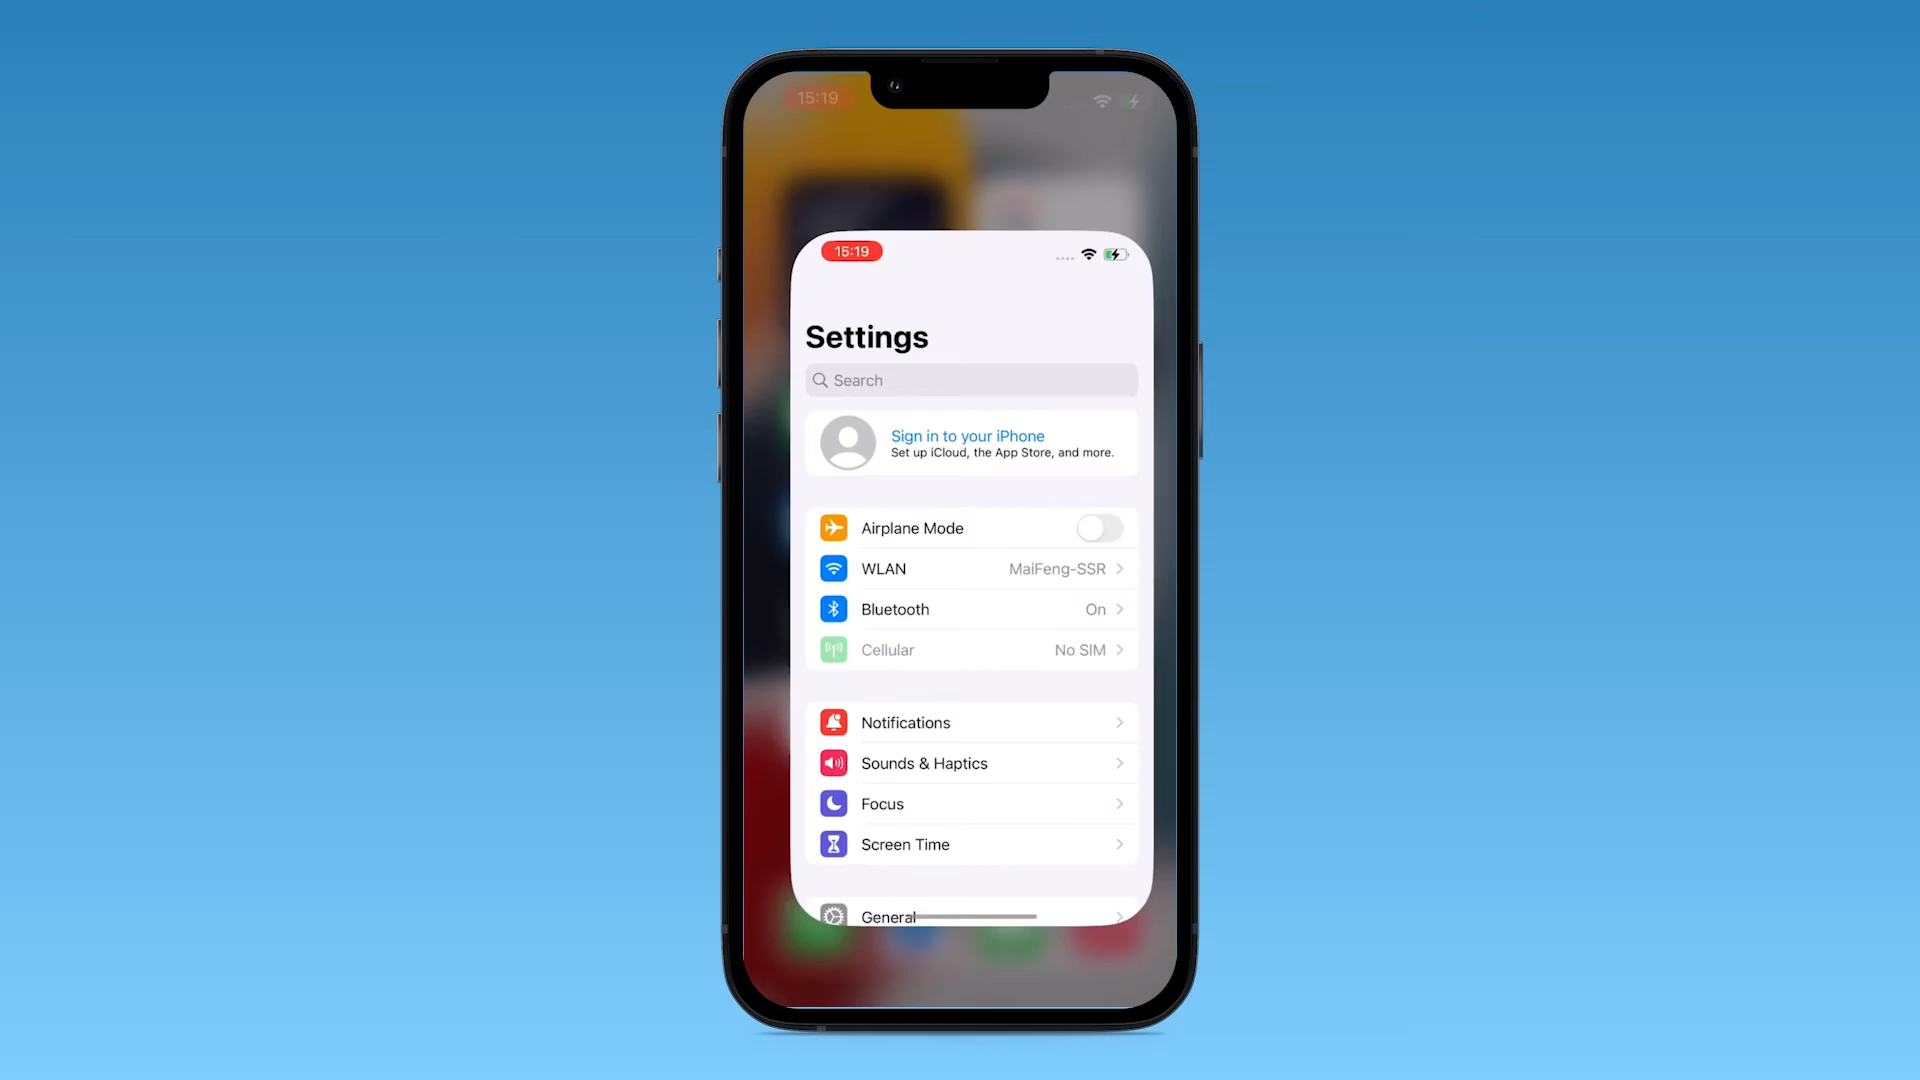 15:19
15:19
Settings
Search
Sign in to your iPhone
Set up iCloud, the App Store, and more.
Airplane Mode
WLAN MaiFeng-SSR
Bluetooth On
Cellular No SIM
Notifications
Sounds & Haptics
Focus
Screen Time
General